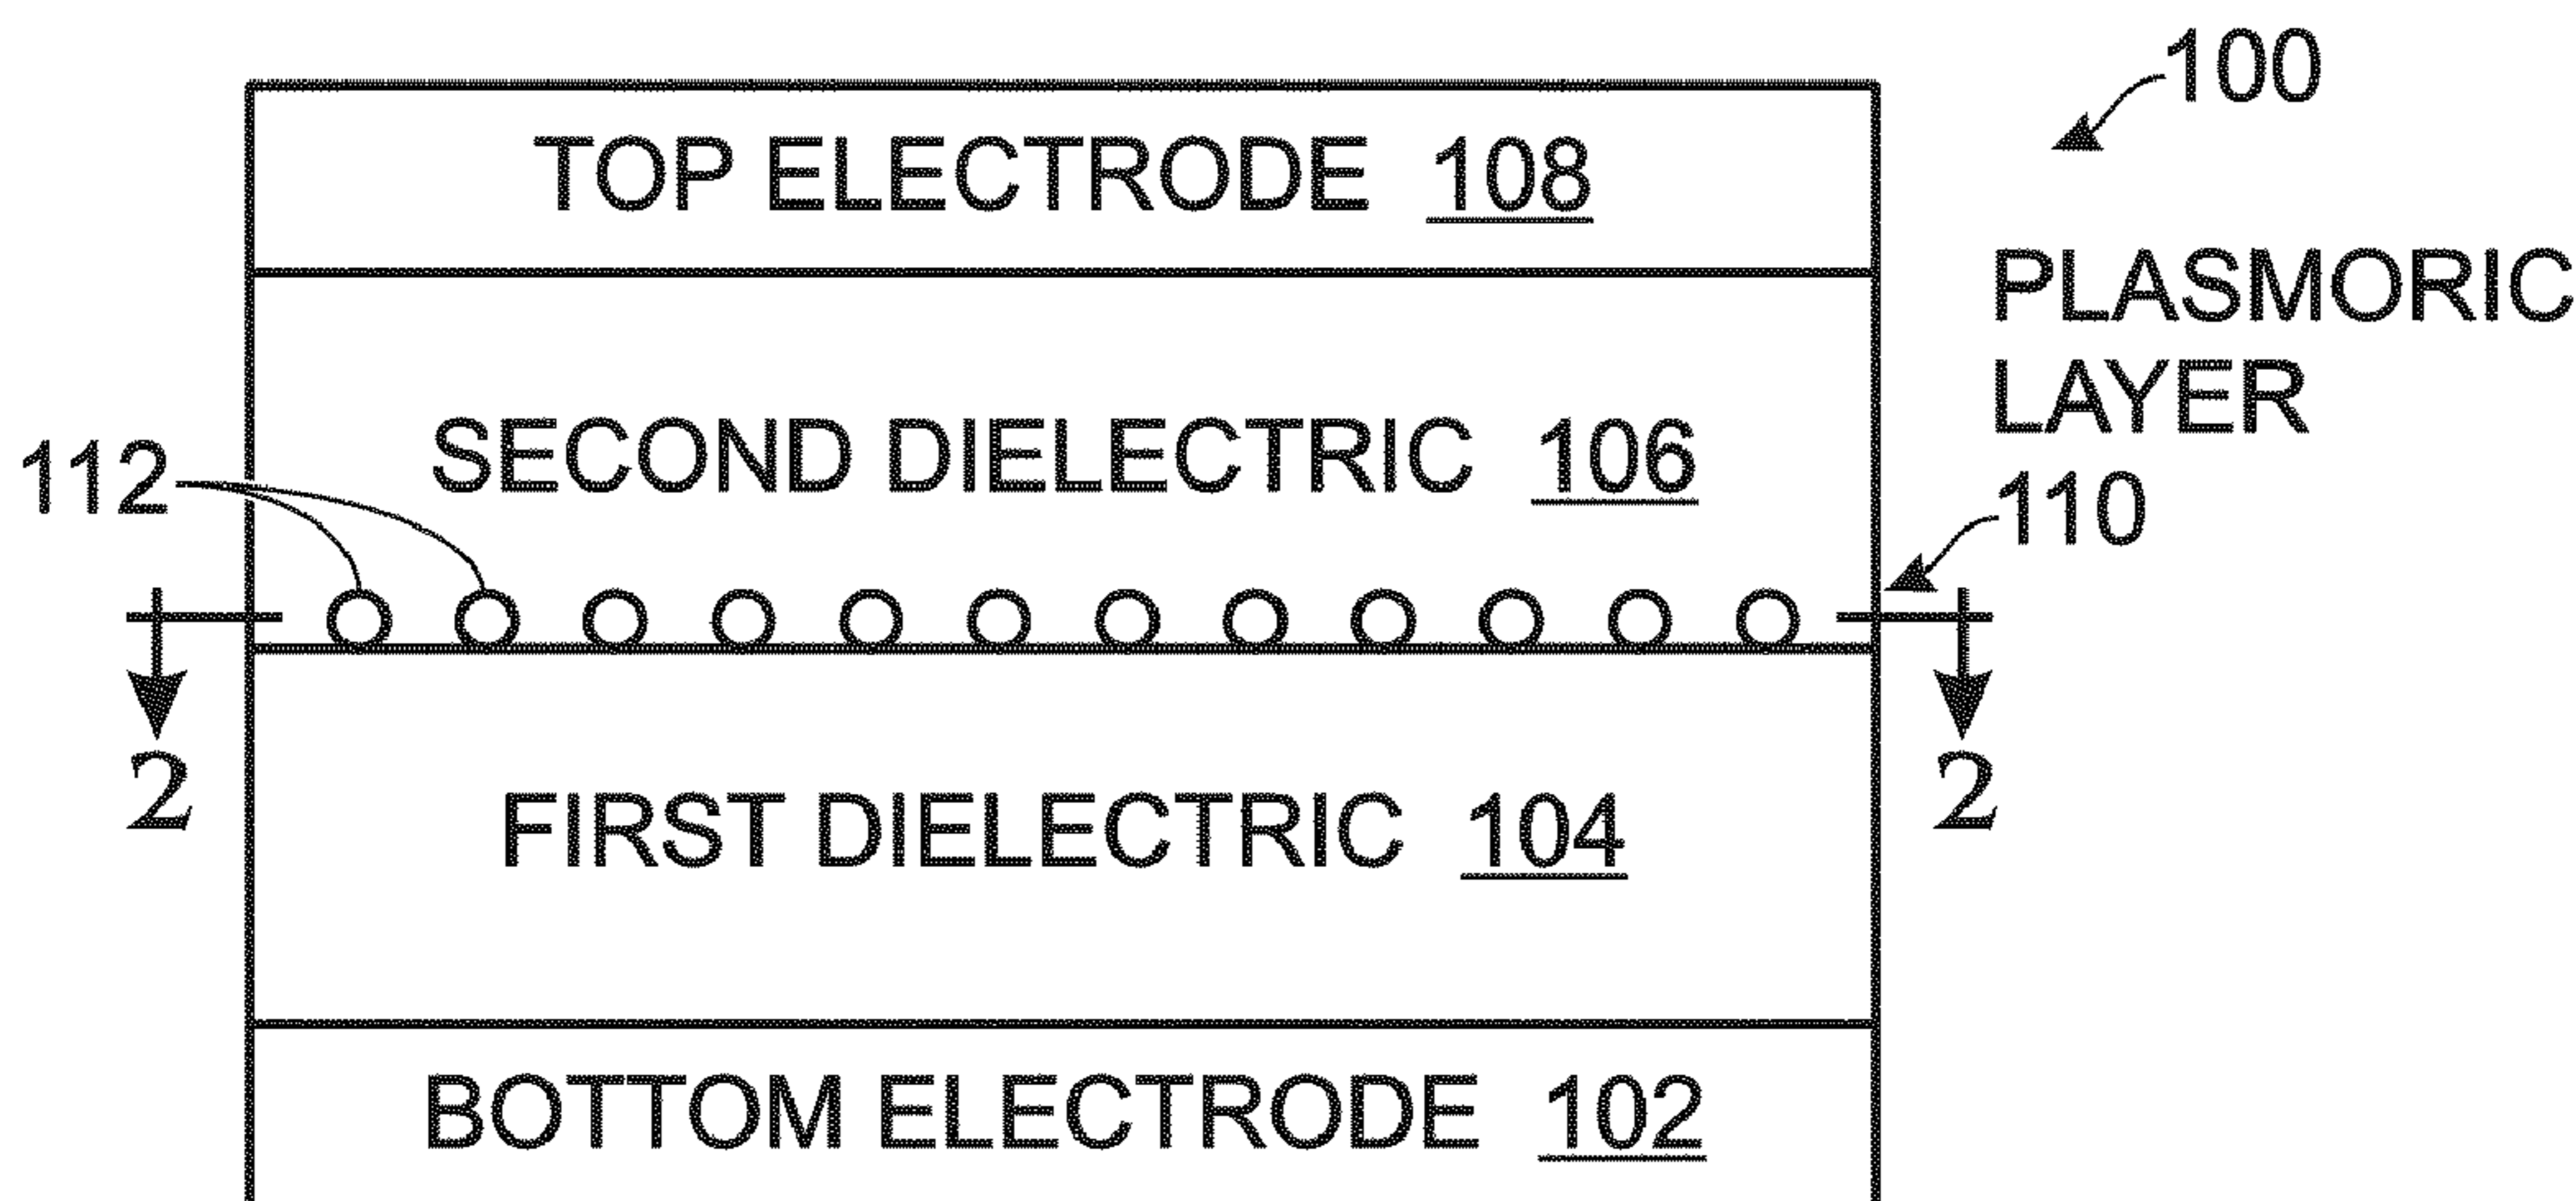 100
TOP ELECTRODE 108
PLASMORIC
LAYER
SECOND DIELECTRIC 106
112
110
2
2
FIRST DIELECTRIC 104
BOTTOM ELECTRODE 102